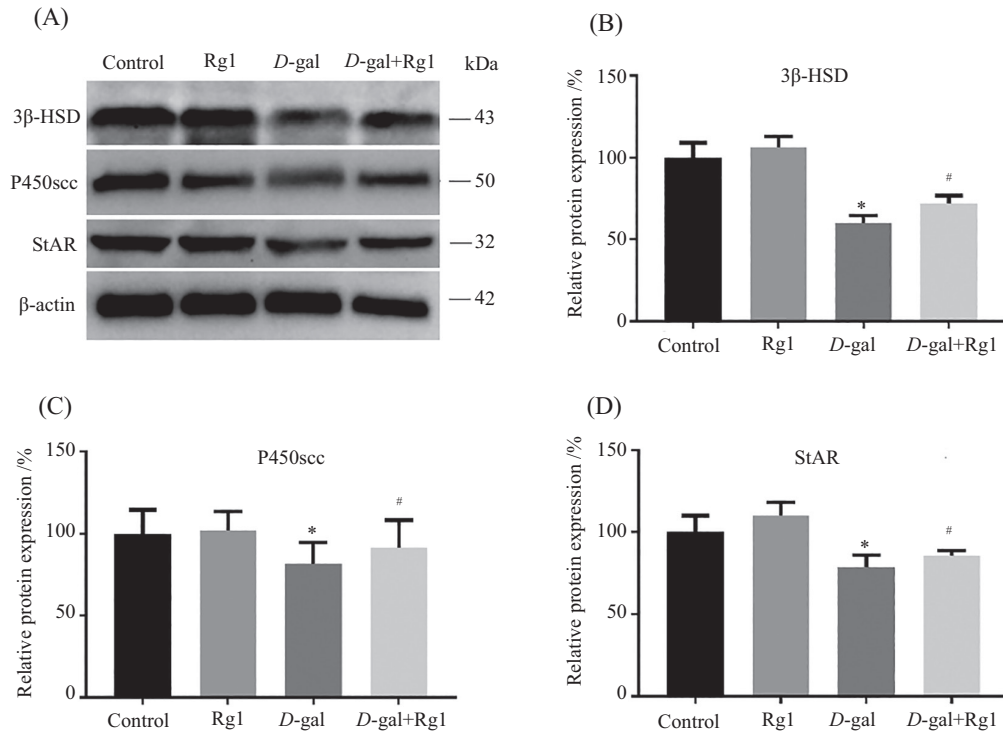 (A)
Control Rg1 D-gal D-gal+Rg1 kDa
3β-HSD 43
P450scc 50
StAR 32
β-actin 42
(B)
3β-HSD
Relative protein expression /%
150
100
50
0
*
#
Control Rg1 D-gal D-gal+Rg1
(C)
P450scc
Relative protein expression /%
150
100
50
0
*
#
Control Rg1 D-gal D-gal+Rg1
(D)
StAR
Relative protein expression /%
150
100
50
0
*
#
Control Rg1 D-gal D-gal+Rg1